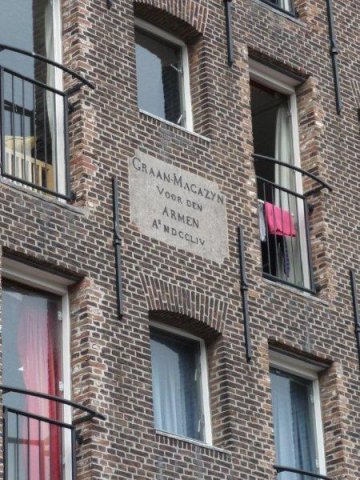 GRAAN-MAGAZYN
VOOR DEN
ARMEN
Aº MDCCLIV